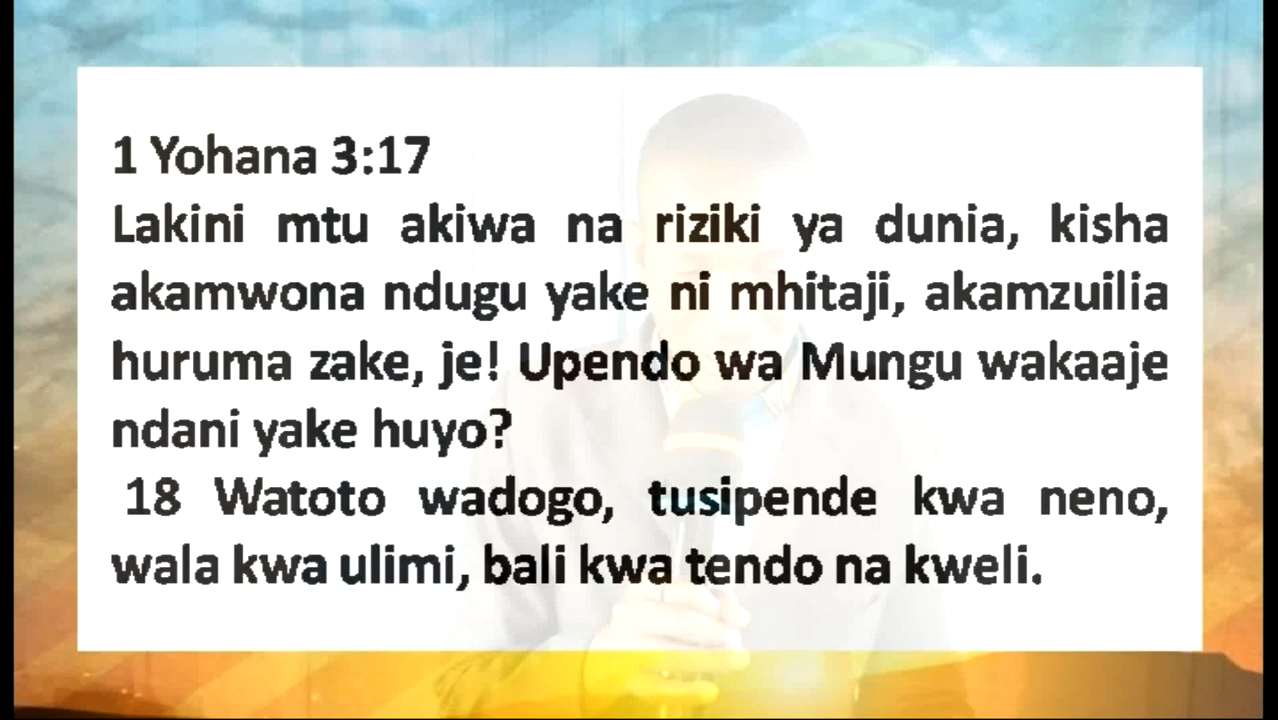 1 Yohana 3:17
Lakini mtu akiwa na riziki ya dunia, kisha
akamwona ndugu yake ni mhitaji, akamzuilia
huruma zake, je! Upendo wa Mungu wakaaje
ndani yake huyo?
18 Watoto wadogo, tusipende kwa neno,
wala kwa ulimi, bali kwa tendo na kweli.